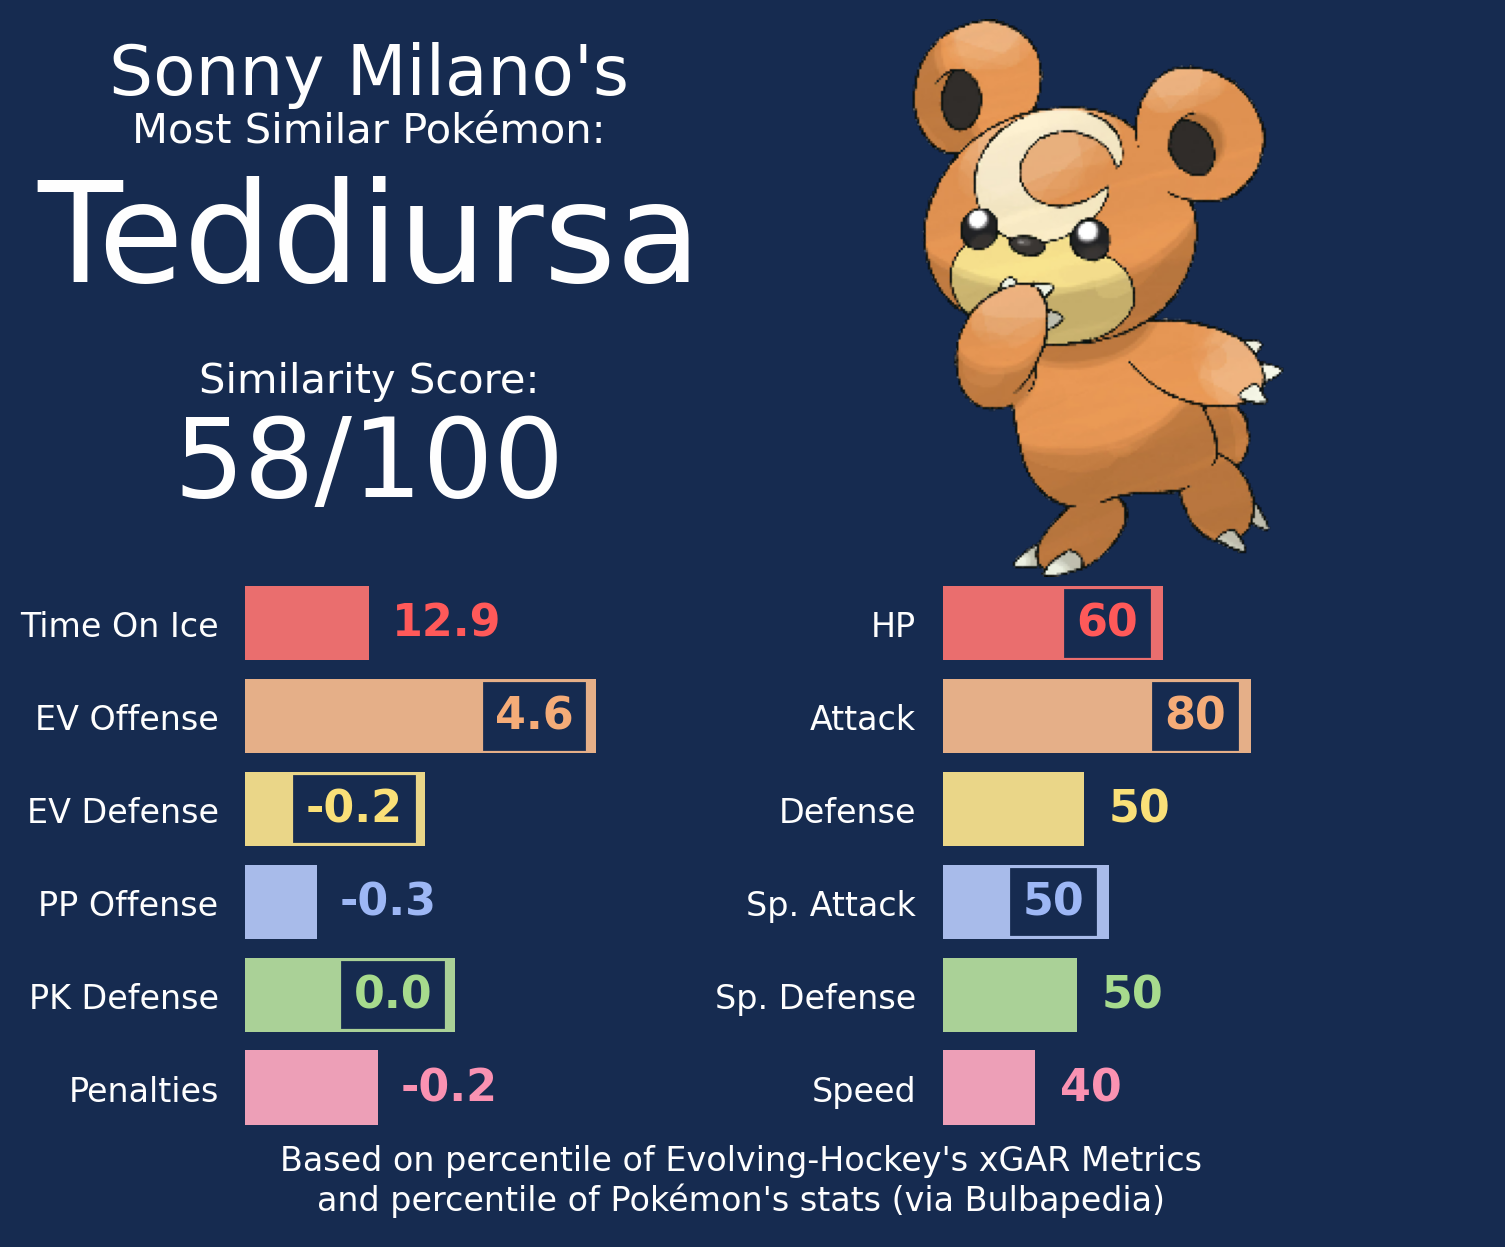 Sonny Milano's
Most Similar Pokémon:
Teddiursa
Similarity Score:
58/100
Time On Ice 12.9
EV Offense 4.6
EV Defense -0.2
PP Offense -0.3
PK Defense 0.0
Penalties -0.2
HP 60
Attack 80
Defense 50
Sp. Attack 50
Sp. Defense 50
Speed 40
Based on percentile of Evolving-Hockey's xGAR Metrics
and percentile of Pokémon's stats (via Bulbapedia)